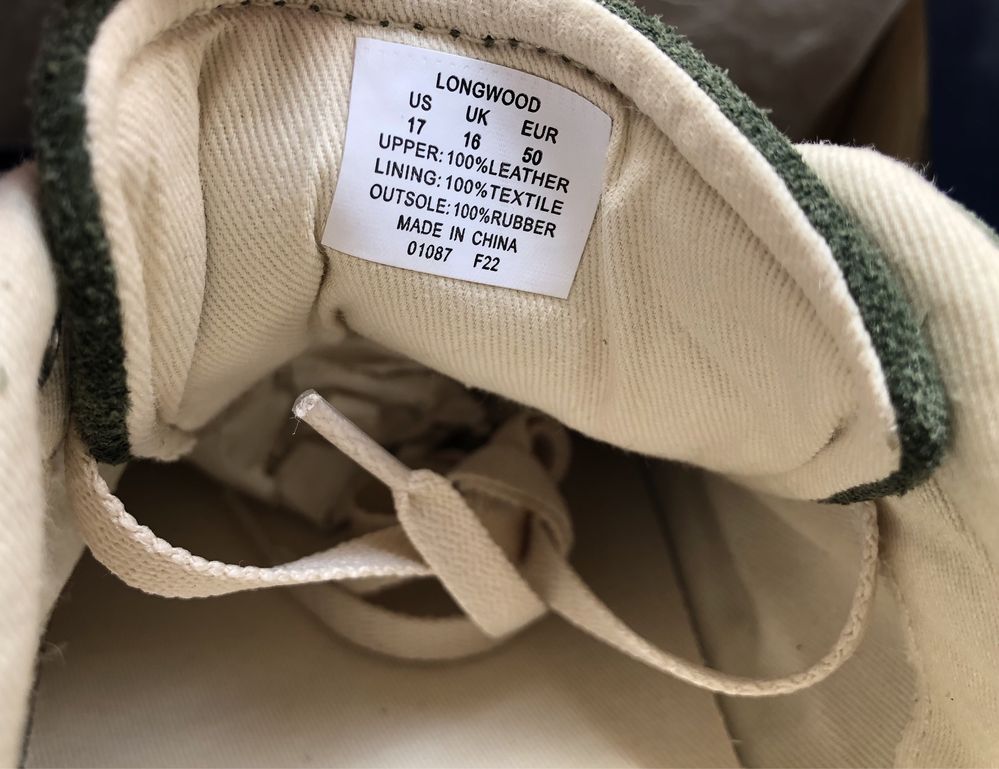 LONGWOOD
US UK EUR
17 16 50
UPPER:100%LEATHER
LINING:100%TEXTILE
OUTSOLE:100%RUBBER
MADE IN CHINA
01087 F22